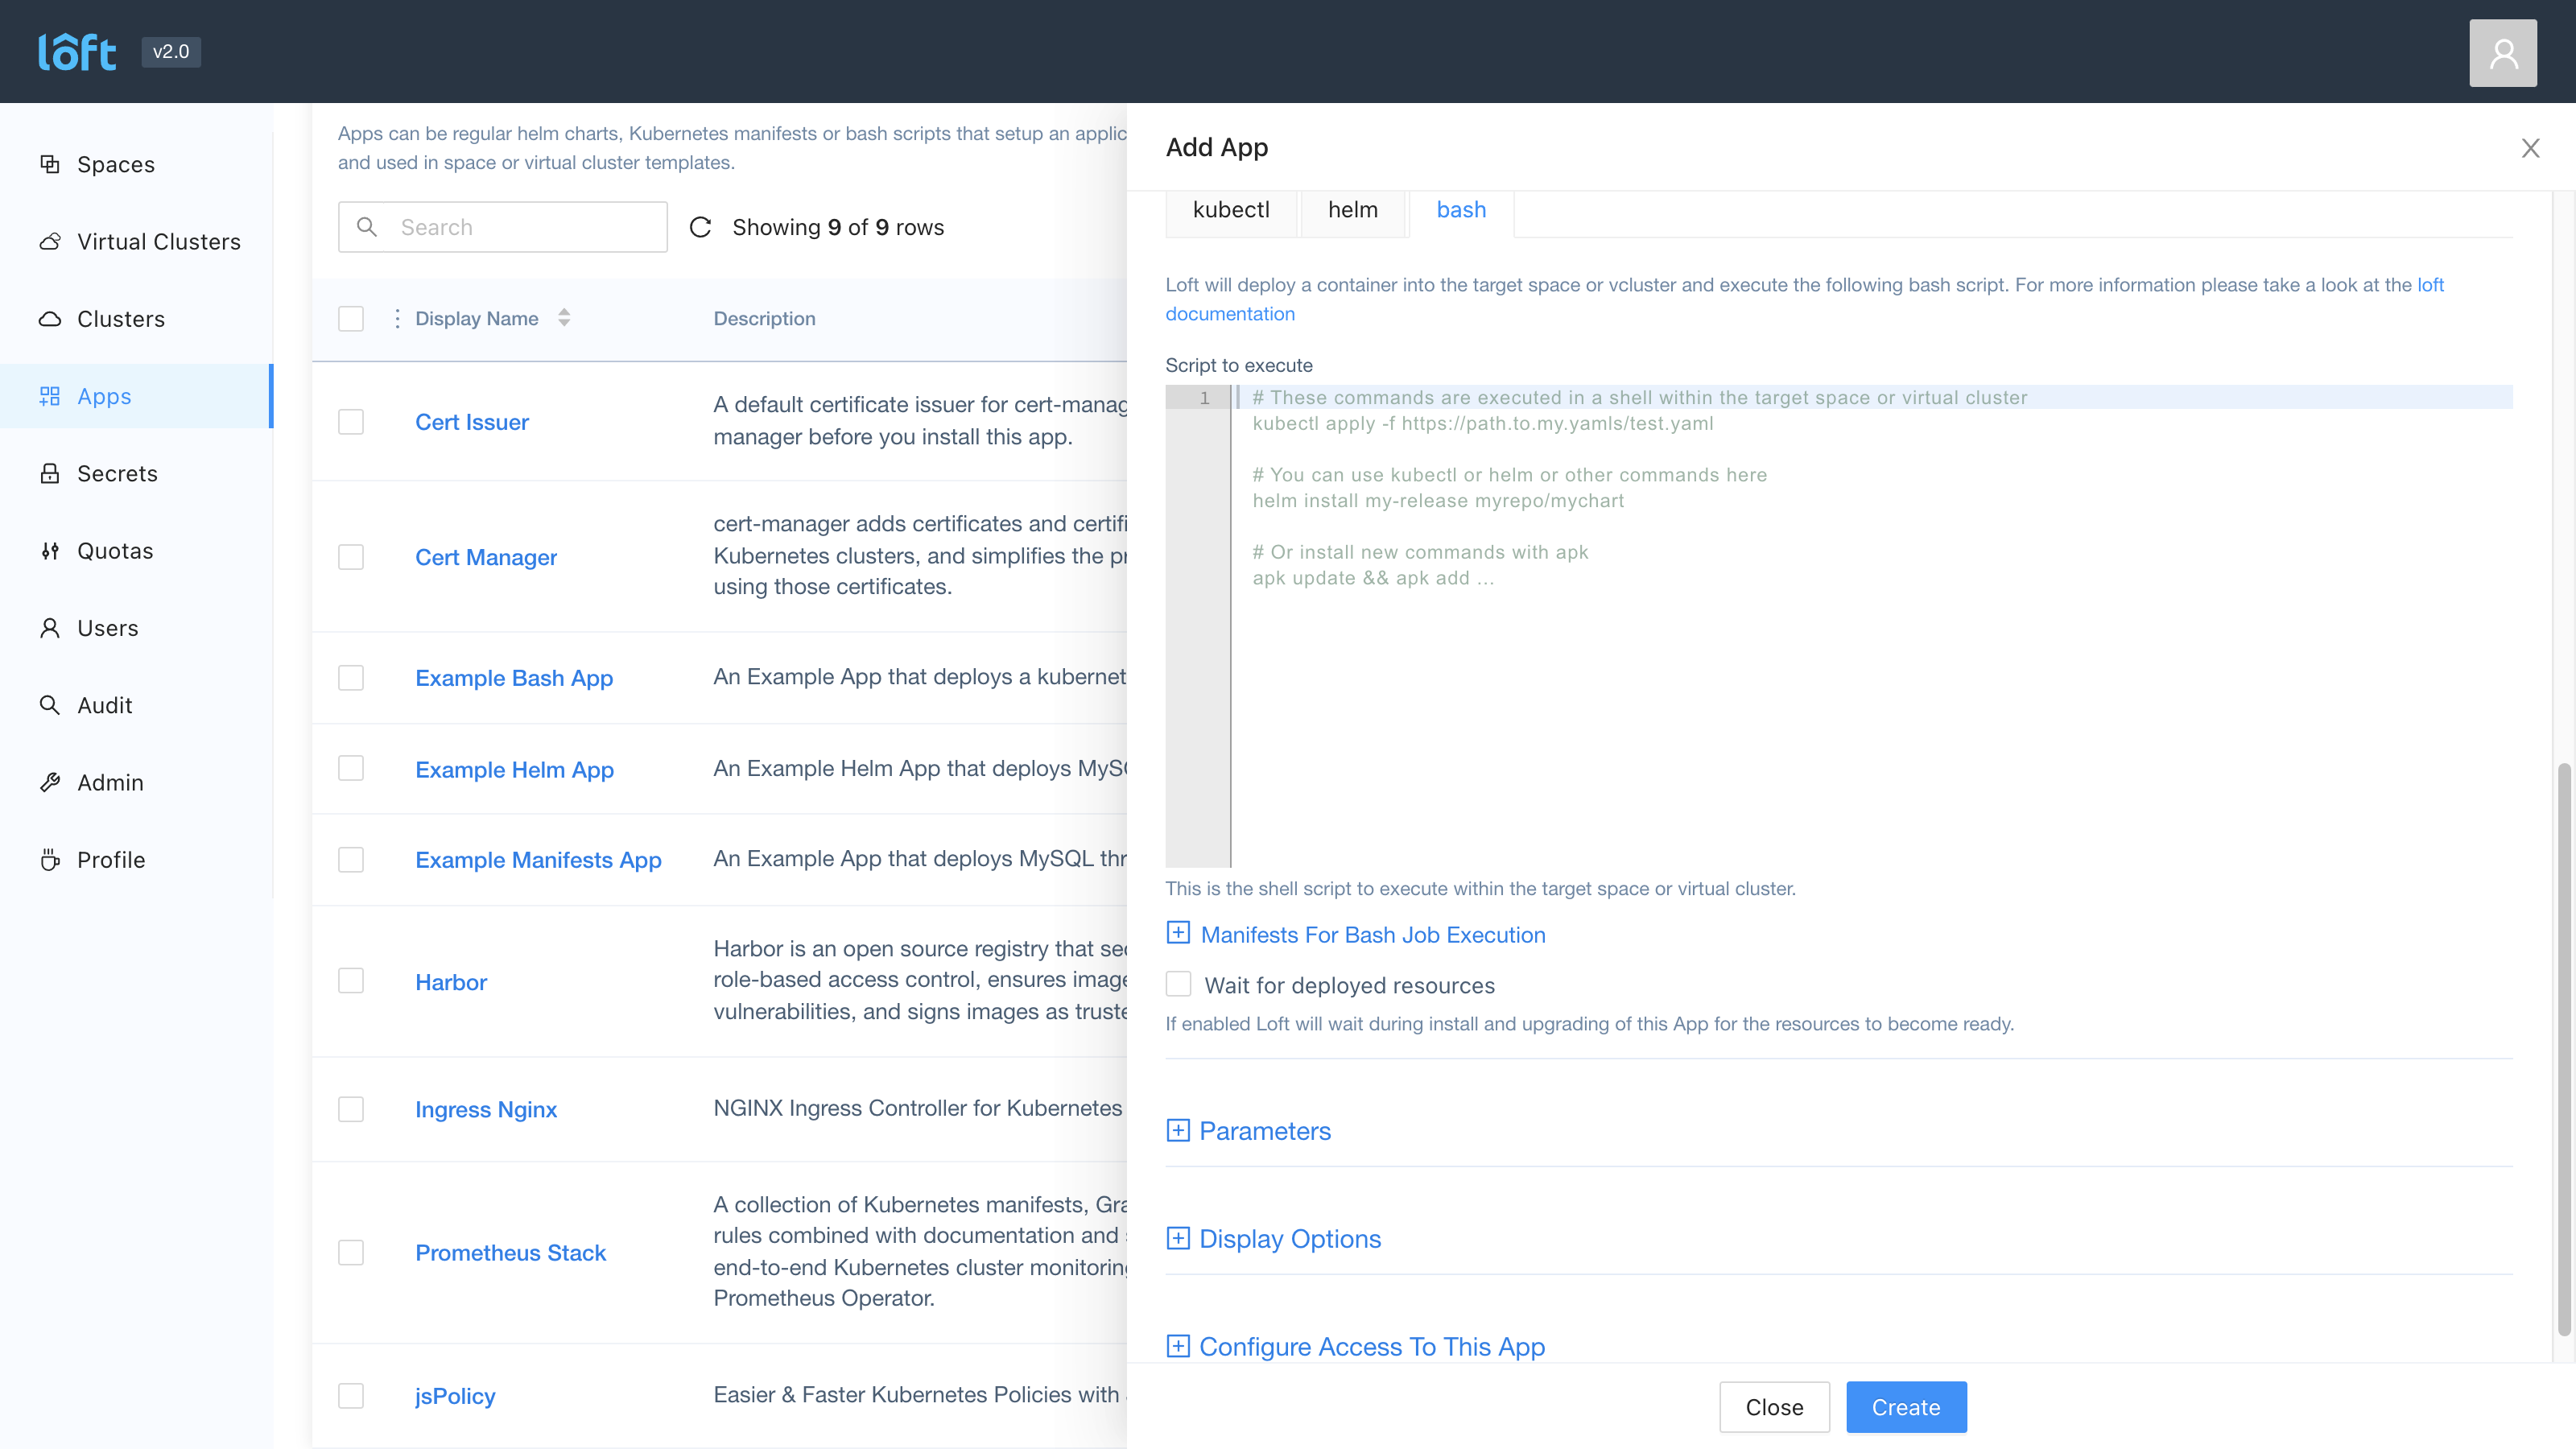 loft v2.0
Spaces
Virtual Clusters
Clusters
Apps
Secrets
Quotas
Users
Audit
Admin
Profile
Apps can be regular helm charts, Kubernetes manifests or bash scripts that setup an applic
and used in space or virtual cluster templates.
Search
Showing 9 of 9 rows
Display Name Description
Cert Issuer
A default certificate issuer for cert-manag
manager before you install this app.
Cert Manager
cert-manager adds certificates and certifi
Kubernetes clusters, and simplifies the pr
using those certificates.
Example Bash App
An Example App that deploys a kubernet
Example Helm App
An Example Helm App that deploys MySQ
Example Manifests App
An Example App that deploys MySQL thr
Harbor
Harbor is an open source registry that sec
role-based access control, ensures image
vulnerabilities, and signs images as truste
Ingress Nginx
NGINX Ingress Controller for Kubernetes
Prometheus Stack
A collection of Kubernetes manifests, Gra
rules combined with documentation and
end-to-end Kubernetes cluster monitoring
Prometheus Operator.
jsPolicy
Easier & Faster Kubernetes Policies with
Add App
kubectl helm bash
Loft will deploy a container into the target space or vcluster and execute the following bash script. For more information please take a look at the loft
documentation
Script to execute
1 # These commands are executed in a shell within the target space or virtual cluster
kubectl apply -f https://path.to.my.yamls/test.yaml
# You can use kubectl or helm or other commands here
helm install my-release myrepo/mychart
# Or install new commands with apk
apk update && apk add ...
This is the shell script to execute within the target space or virtual cluster.
Manifests For Bash Job Execution
Wait for deployed resources
If enabled Loft will wait during install and upgrading of this App for the resources to become ready.
Parameters
Display Options
Configure Access To This App
Close Create